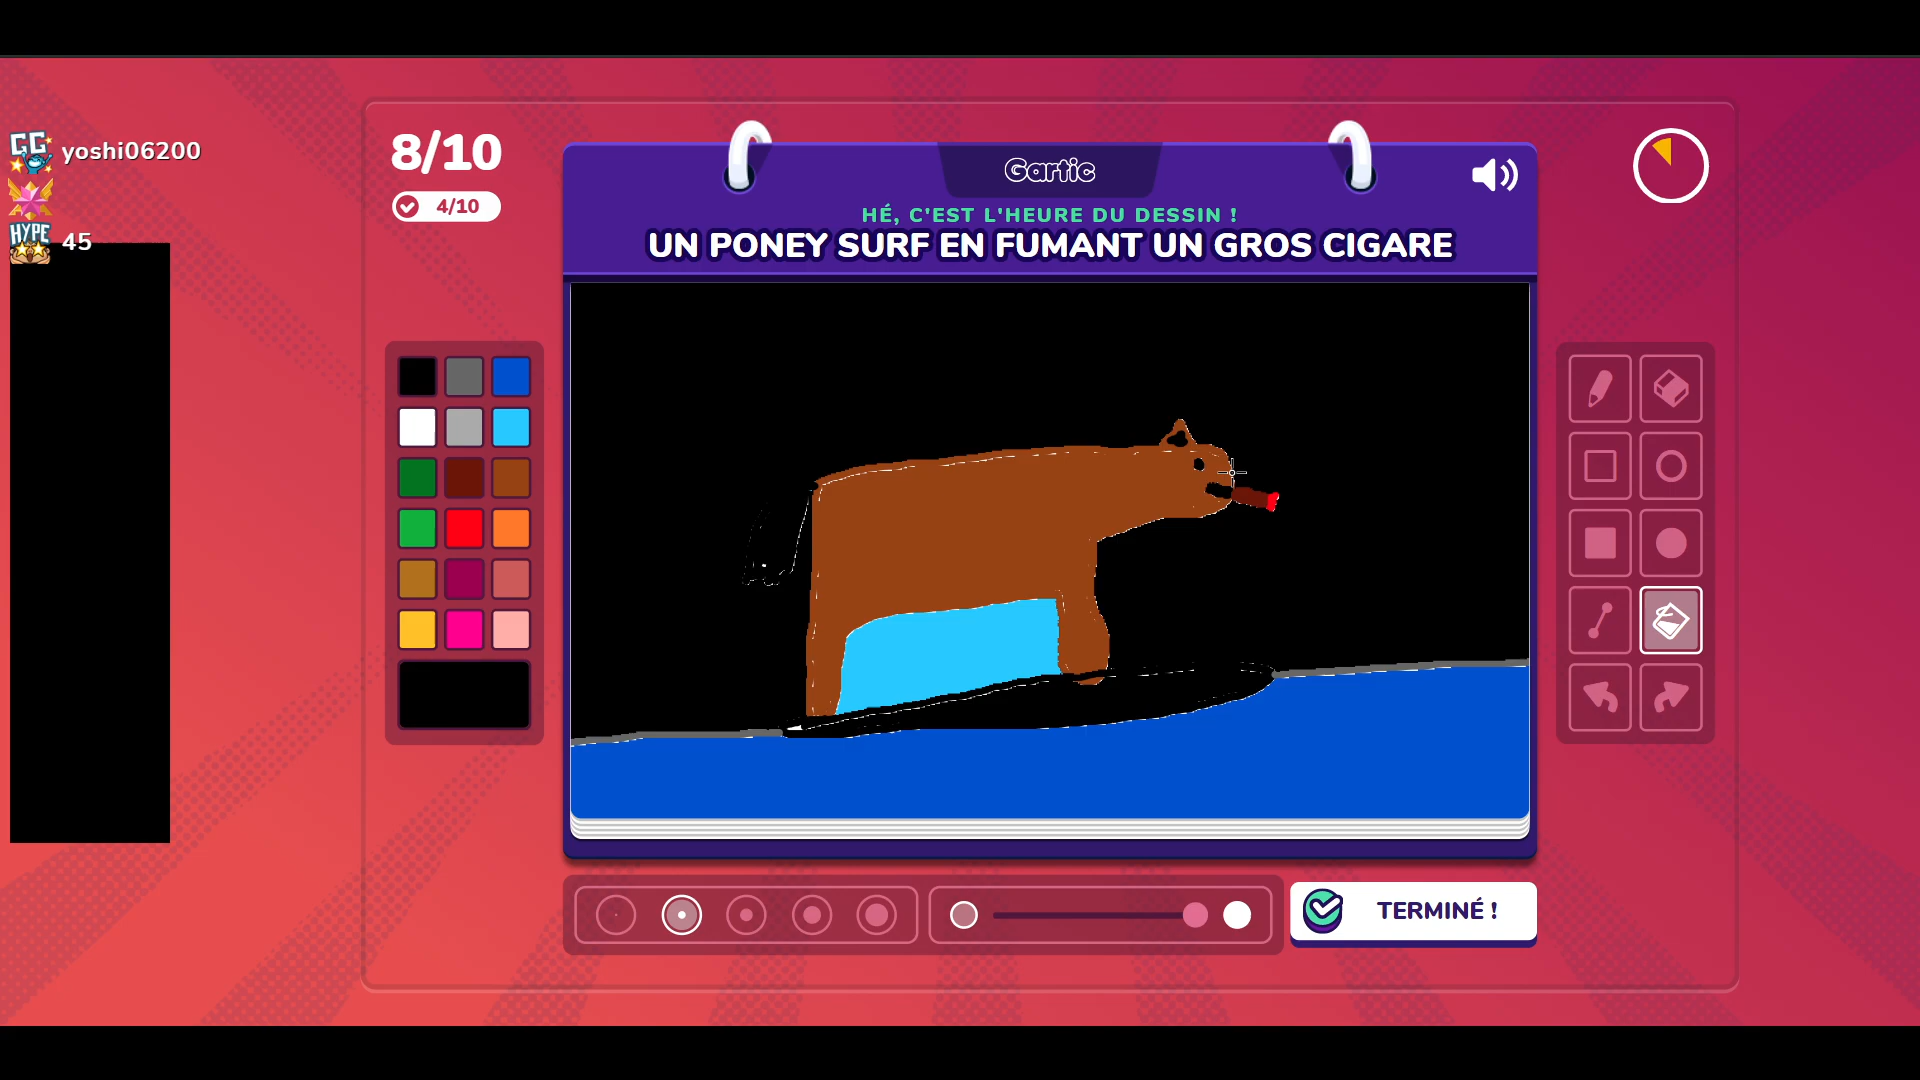 GG yoshi06200
HYPE 45
8/10
4/10
Gartic
HÉ, C'EST L'HEURE DU DESSIN !
UN PONEY SURF EN FUMANT UN GROS CIGARE
TERMINÉ !